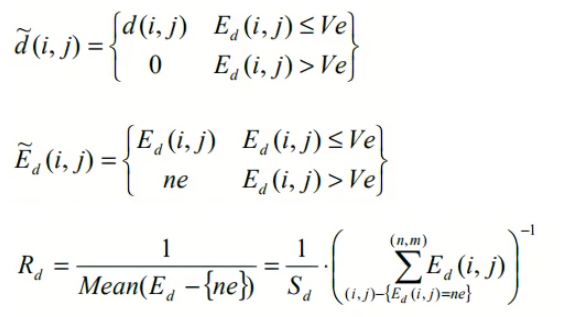 d̃(i, j) = { d(i, j)   E_d(i, j) ≤ Ve
0   E_d(i, j) > Ve }
Ẽ_d(i, j) = { E_d(i, j)   E_d(i, j) ≤ Ve
ne   E_d(i, j) > Ve }
R_d = 1 / Mean(E_d − {ne}) = 1 / S_d · ( ∑_{(i, j)−{E_d(i, j)=ne}}^{(n,m)} E_d(i, j) )^{−1}